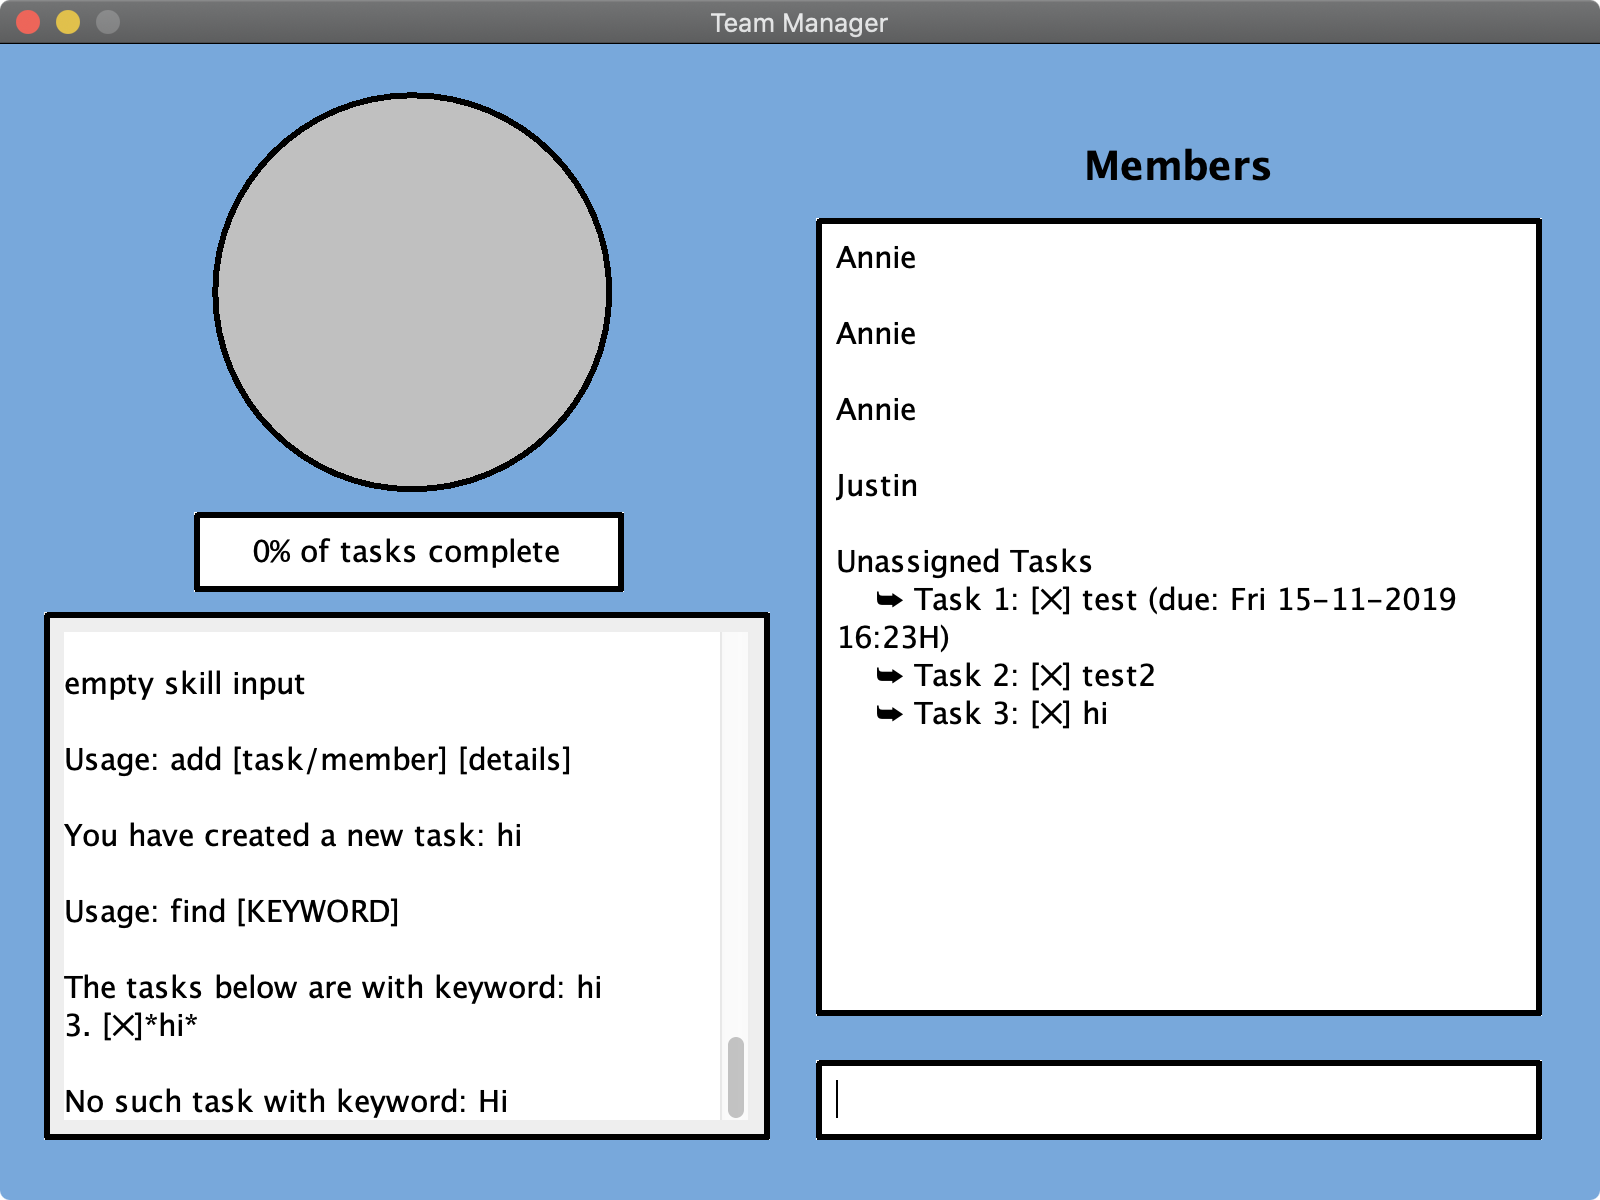 Team Manager
0% of tasks complete
empty skill input
Usage: add [task/member] [details]
You have created a new task: hi
Usage: find [KEYWORD]
The tasks below are with keyword: hi
3. [✕]*hi*
No such task with keyword: Hi
Members
Annie
Annie
Annie
Justin
Unassigned Tasks
➥ Task 1: [✕] test (due: Fri 15-11-2019
16:23H)
➥ Task 2: [✕] test2
➥ Task 3: [✕] hi